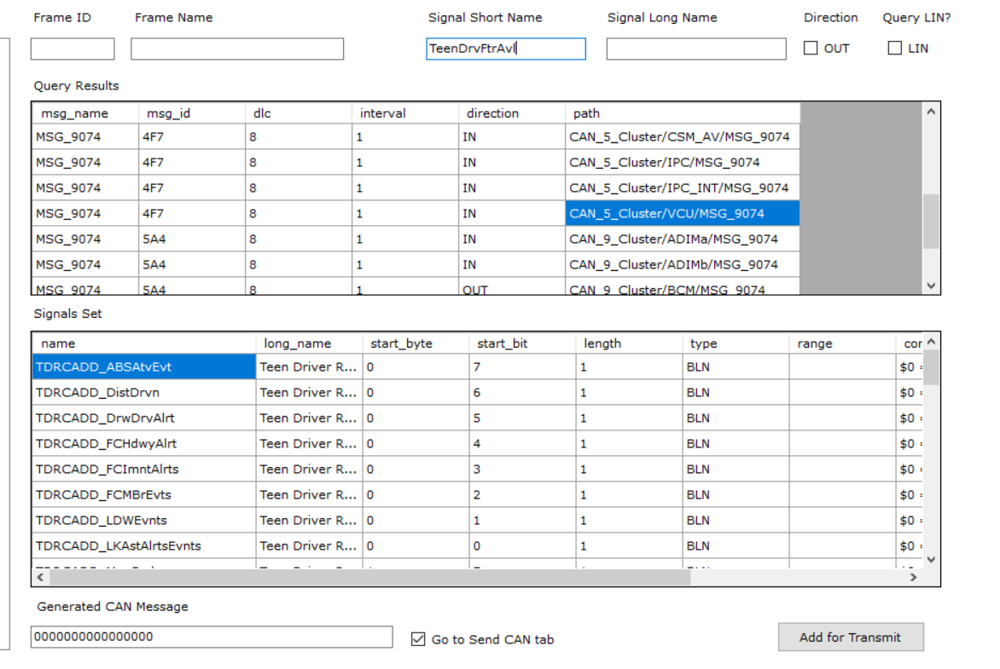 Frame ID Frame Name Signal Short Name Signal Long Name Direction Query LIN?
TeenDrvFtrAvl OUT LIN
Query Results
msg_name msg_id dlc interval direction path
MSG_9074 4F7 8 1 IN CAN_5_Cluster/CSM_AV/MSG_9074
MSG_9074 4F7 8 1 IN CAN_5_Cluster/IPC/MSG_9074
MSG_9074 4F7 8 1 IN CAN_5_Cluster/IPC_INT/MSG_9074
MSG_9074 4F7 8 1 IN CAN_5_Cluster/VCU/MSG_9074
MSG_9074 5A4 8 1 IN CAN_9_Cluster/ADIMa/MSG_9074
MSG_9074 5A4 8 1 IN CAN_9_Cluster/ADIMb/MSG_9074
MSG_9074 5A4 8 1 OUT CAN_9_Cluster/BCM/MSG_9074
Signals Set
name long_name start_byte start_bit length type range cor
TDRCADD_ABSAtvEvt Teen Driver R... 0 7 1 BLN $0
TDRCADD_DistDrvn Teen Driver R... 0 6 1 BLN $0
TDRCADD_DrwDrvAlrt Teen Driver R... 0 5 1 BLN $0
TDRCADD_FCHdwyAlrt Teen Driver R... 0 4 1 BLN $0
TDRCADD_FCImntAlrts Teen Driver R... 0 3 1 BLN $0
TDRCADD_FCMBrEvts Teen Driver R... 0 2 1 BLN $0
TDRCADD_LDWEvnts Teen Driver R... 0 1 1 BLN $0
TDRCADD_LKAstAlrtsEvnts Teen Driver R... 0 0 1 BLN $0
Generated CAN Message
0000000000000000 Go to Send CAN tab Add for Transmit